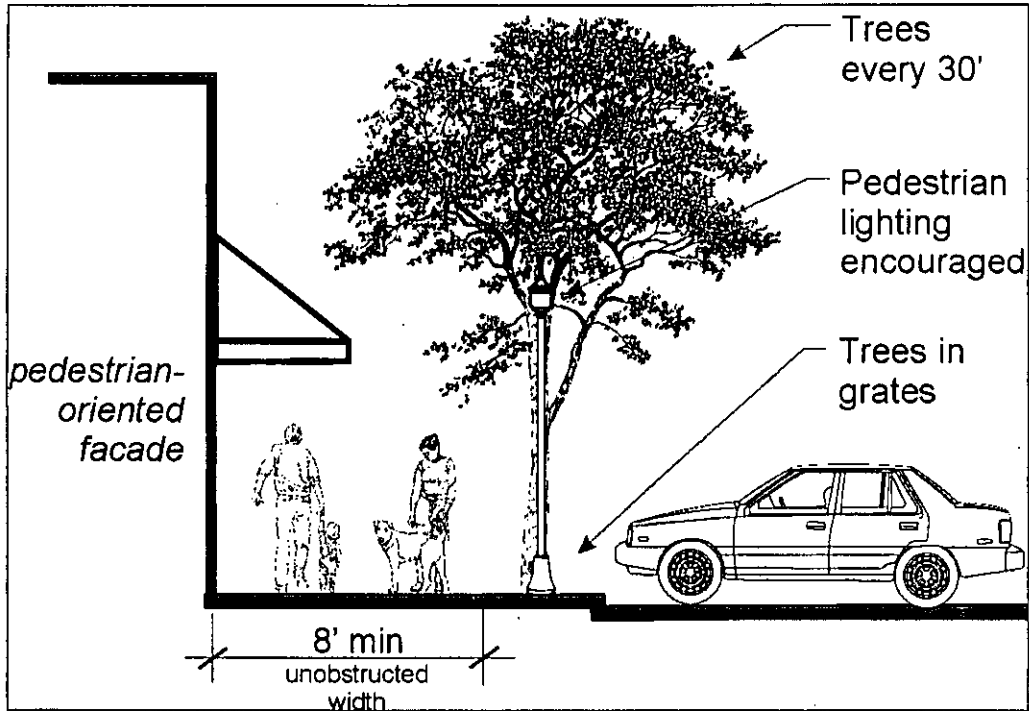 Trees
every 30'
Pedestrian
lighting
encouraged
Trees in
grates
pedestrian-
oriented
facade
8' min
unobstructed
width